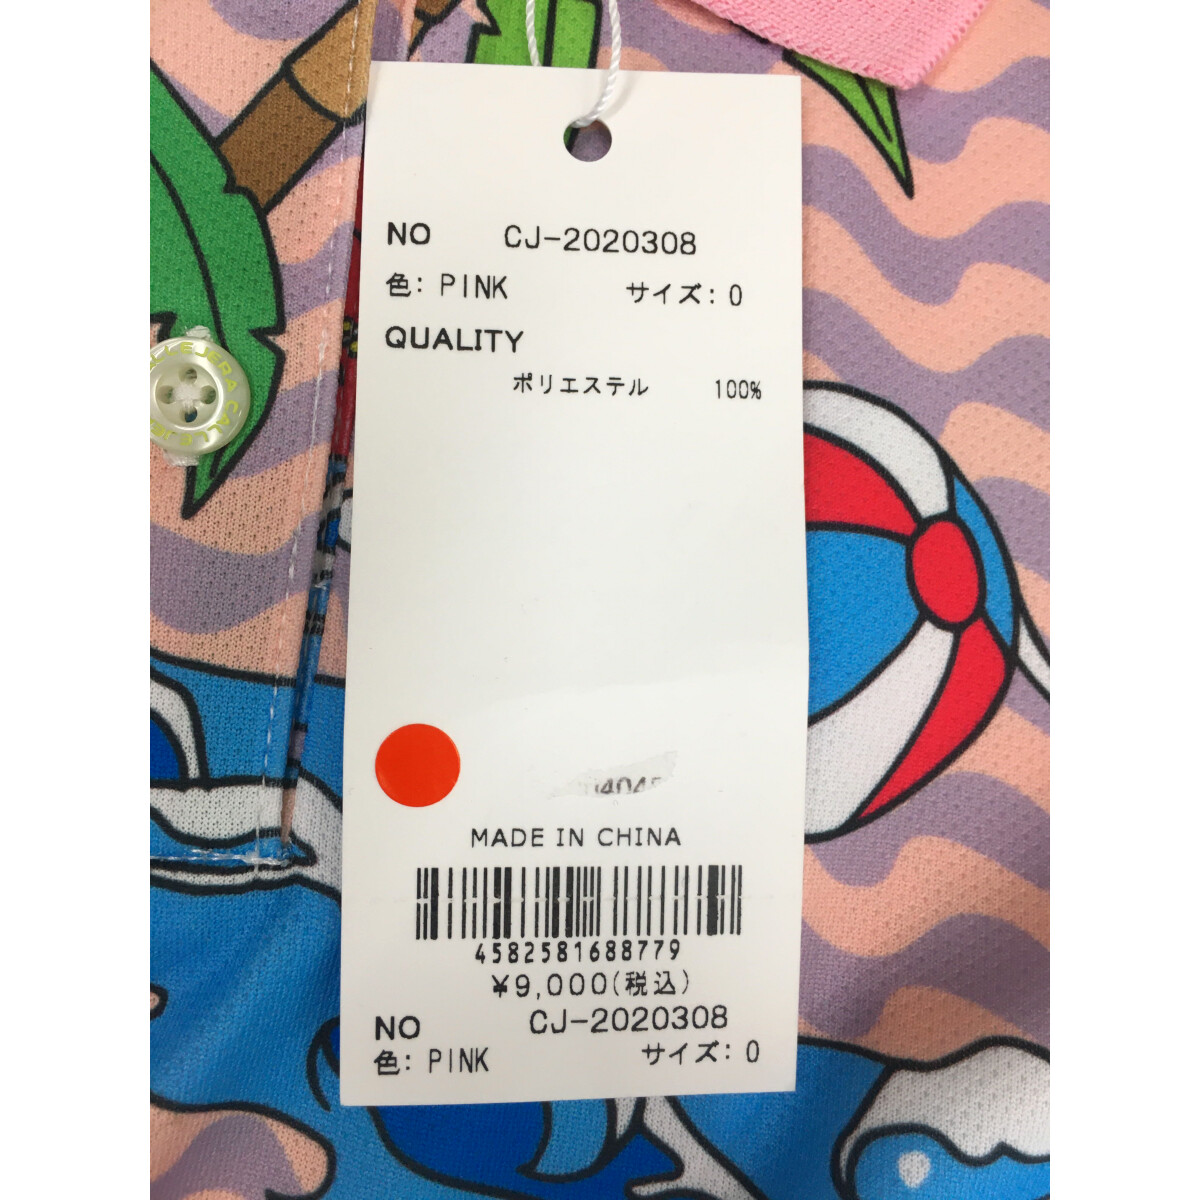 NO CJ-2020308
色: PINK サイズ: 0
QUALITY
ポリエステル 100%
MADE IN CHINA
4582581688779
¥9,000(税込)
NO CJ-2020308
色: PINK サイズ: 0
CALLEJERA